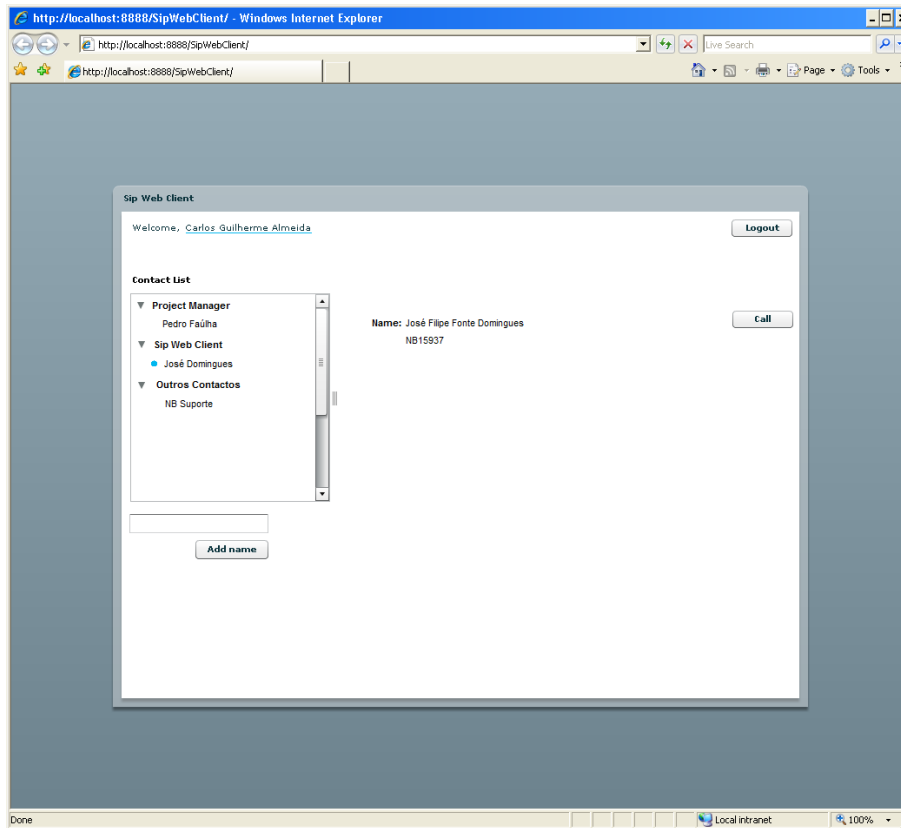 http://localhost:8888/SipWebClient/ - Windows Internet Explorer
http://localhost:8888/SipWebClient/
Live Search
http://localhost:8888/SipWebClient/
Page
Tools
Sip Web Client
Welcome, Carlos Guilherme Almeida
Logout
Contact List
Project Manager
Pedro Faúlha
Sip Web Client
José Domingues
Outros Contactos
NB Suporte
Name: José Filipe Fonte Domingues
NB15937
Call
Add name
Done
Local intranet
100%